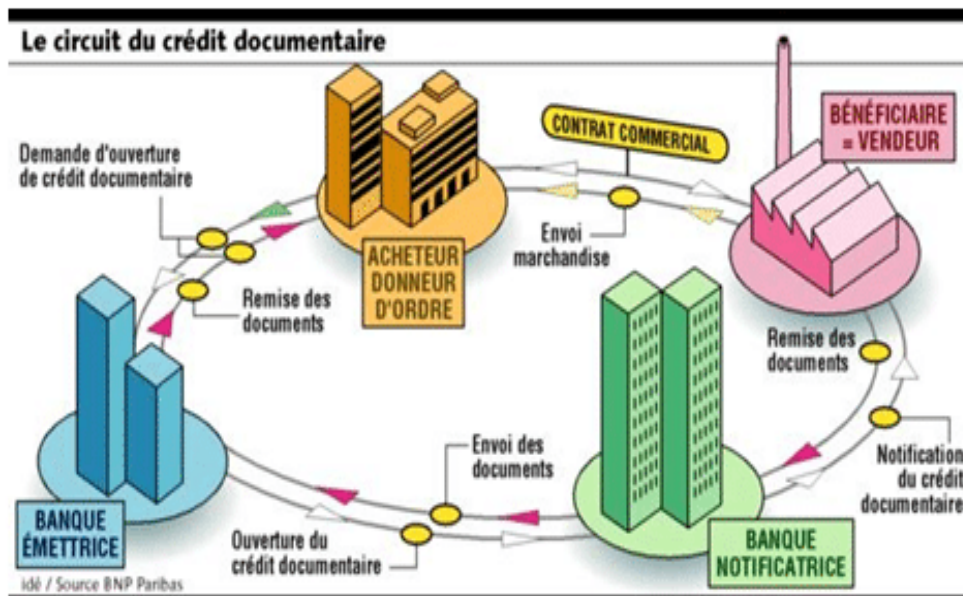 Le circuit du crédit documentaire
CONTRAT COMMERCIAL
BÉNÉFICIAIRE
= VENDEUR
Demande d'ouverture
de crédit documentaire
Envoi
marchandise
ACHETEUR
DONNEUR
D'ORDRE
Remise des
documents
Remise des
documents
Envoi des
documents
Notification
du crédit
documentaire
BANQUE
ÉMETTRICE
Ouverture du
crédit documentaire
BANQUE
NOTIFICATRICE
idé / Source BNP Paribas